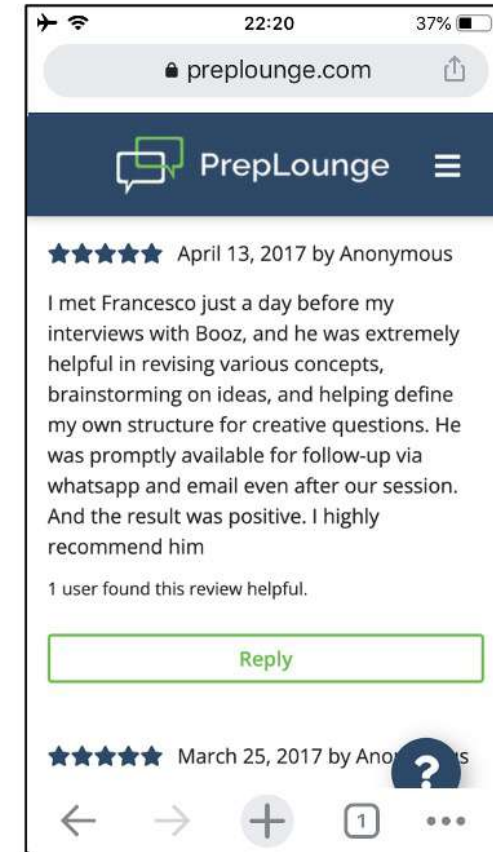 22:20
37%
preplounge.com
PrepLounge
April 13, 2017 by Anonymous
I met Francesco just a day before my
interviews with Booz, and he was extremely
helpful in revising various concepts,
brainstorming on ideas, and helping define
my own structure for creative questions. He
was promptly available for follow-up via
whatsapp and email even after our session.
And the result was positive. I highly
recommend him
1 user found this review helpful.
Reply
March 25, 2017 by Ano s
?
1